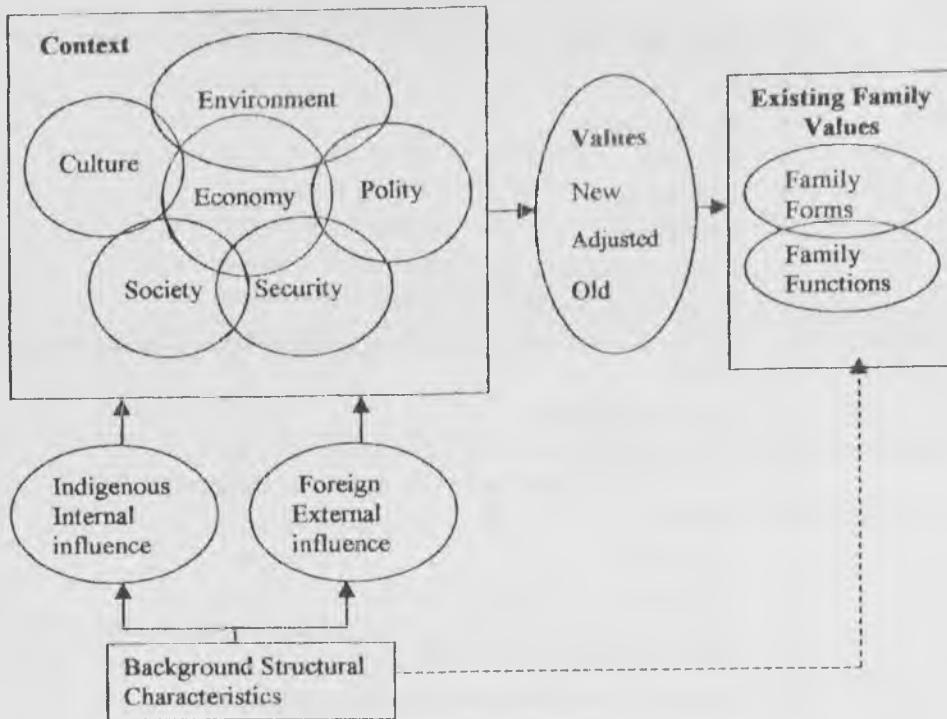 Context
Environment
Culture
Economy
Polity
Society
Security
Values
New
Adjusted
Old
Existing Family
Values
Family
Forms
Family
Functions
Indigenous
Internal
influence
Foreign
External
influence
Background Structural
Characteristics